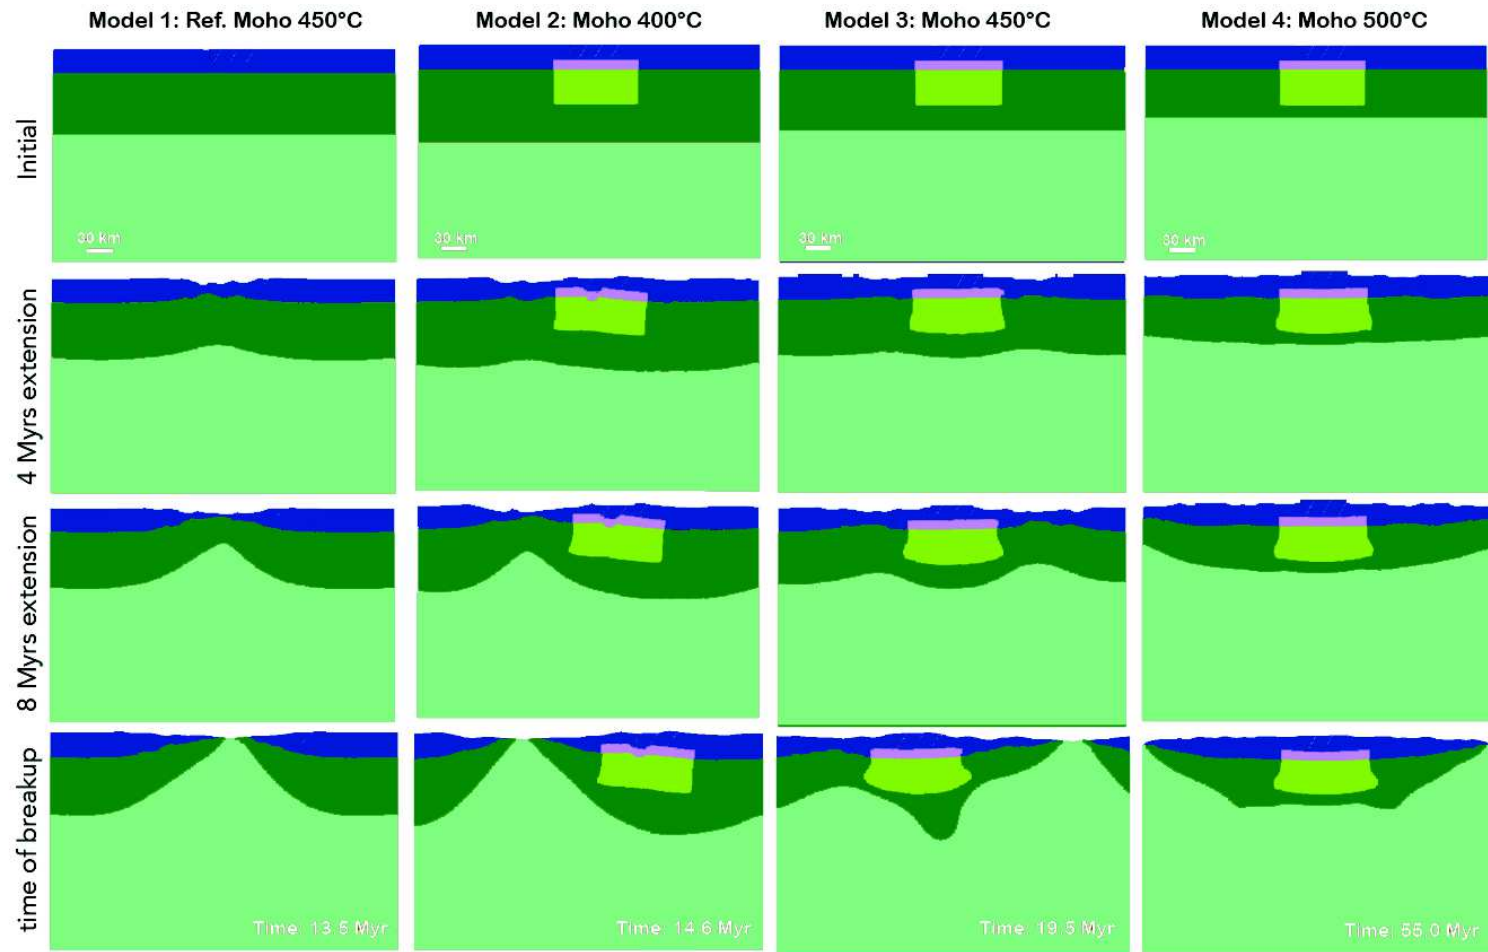 Model 1: Ref. Moho 450°C
Model 2: Moho 400°C
Model 3: Moho 450°C
Model 4: Moho 500°C
Initial
30 km
30 km
30 km
30 km
4 Myrs extension
8 Myrs extension
time of breakup
Time: 13.5 Myr
Time: 14.6 Myr
Time: 19.5 Myr
Time: 55.0 Myr